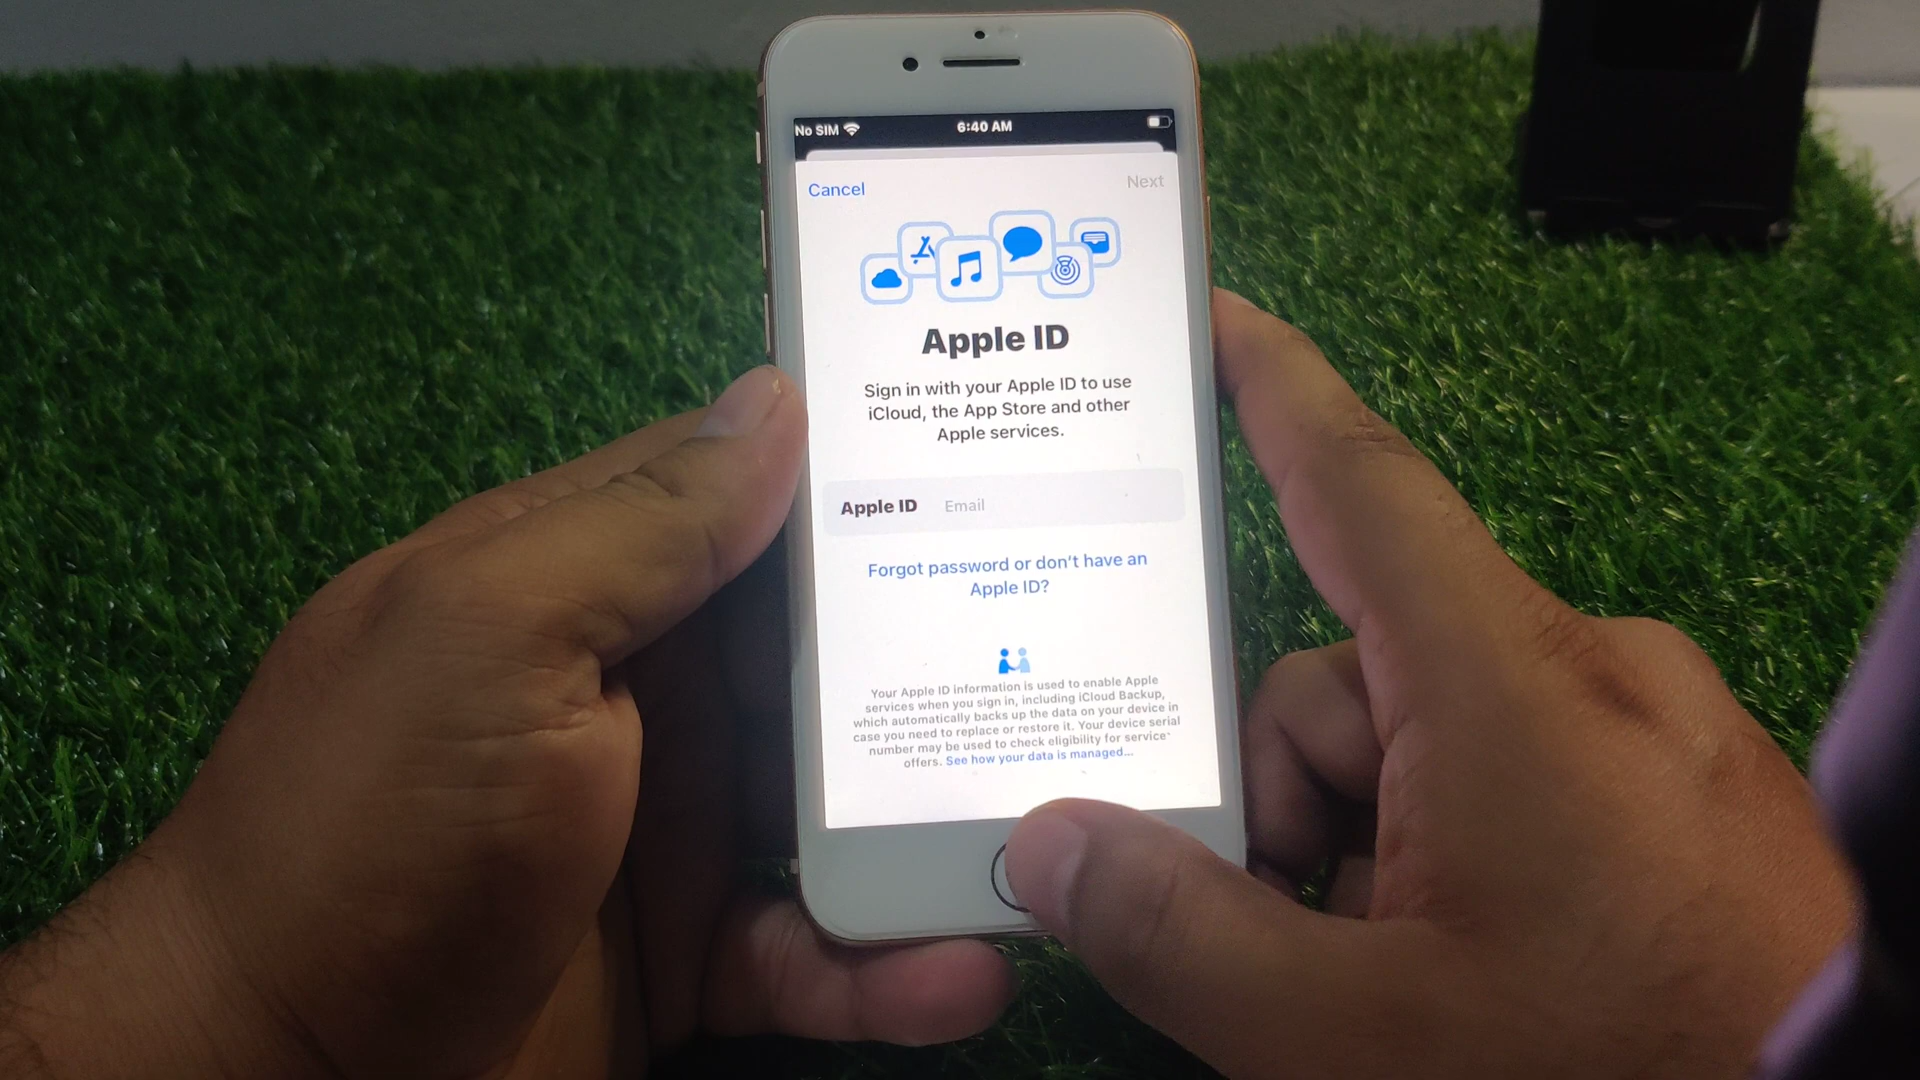 No SIM 6:40 AM
Cancel Next
Apple ID
Sign in with your Apple ID to use
iCloud, the App Store and other
Apple services.
Apple ID Email
Forgot password or don't have an
Apple ID?
Your Apple ID information is used to enable Apple
services when you sign in, including iCloud Backup,
which automatically backs up the data on your device in
case you need to replace or restore it. Your device serial
number may be used to check eligibility for service
offers. See how your data is managed...